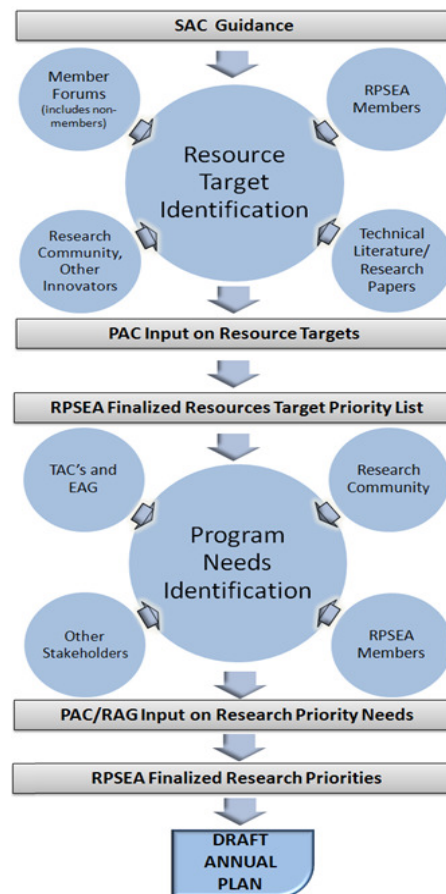 SAC Guidance
Member
Forums
(includes non-
members)
RPSEA
Members
Resource
Target
Identification
Research
Community,
Other
Innovators
Technical
Literature/
Research
Papers
PAC Input on Resource Targets
RPSEA Finalized Resources Target Priority List
TAC's and
EAG
Research
Community
Program
Needs
Identification
Other
Stakeholders
RPSEA
Members
PAC/RAG Input on Research Priority Needs
RPSEA Finalized Research Priorities
DRAFT
ANNUAL
PLAN